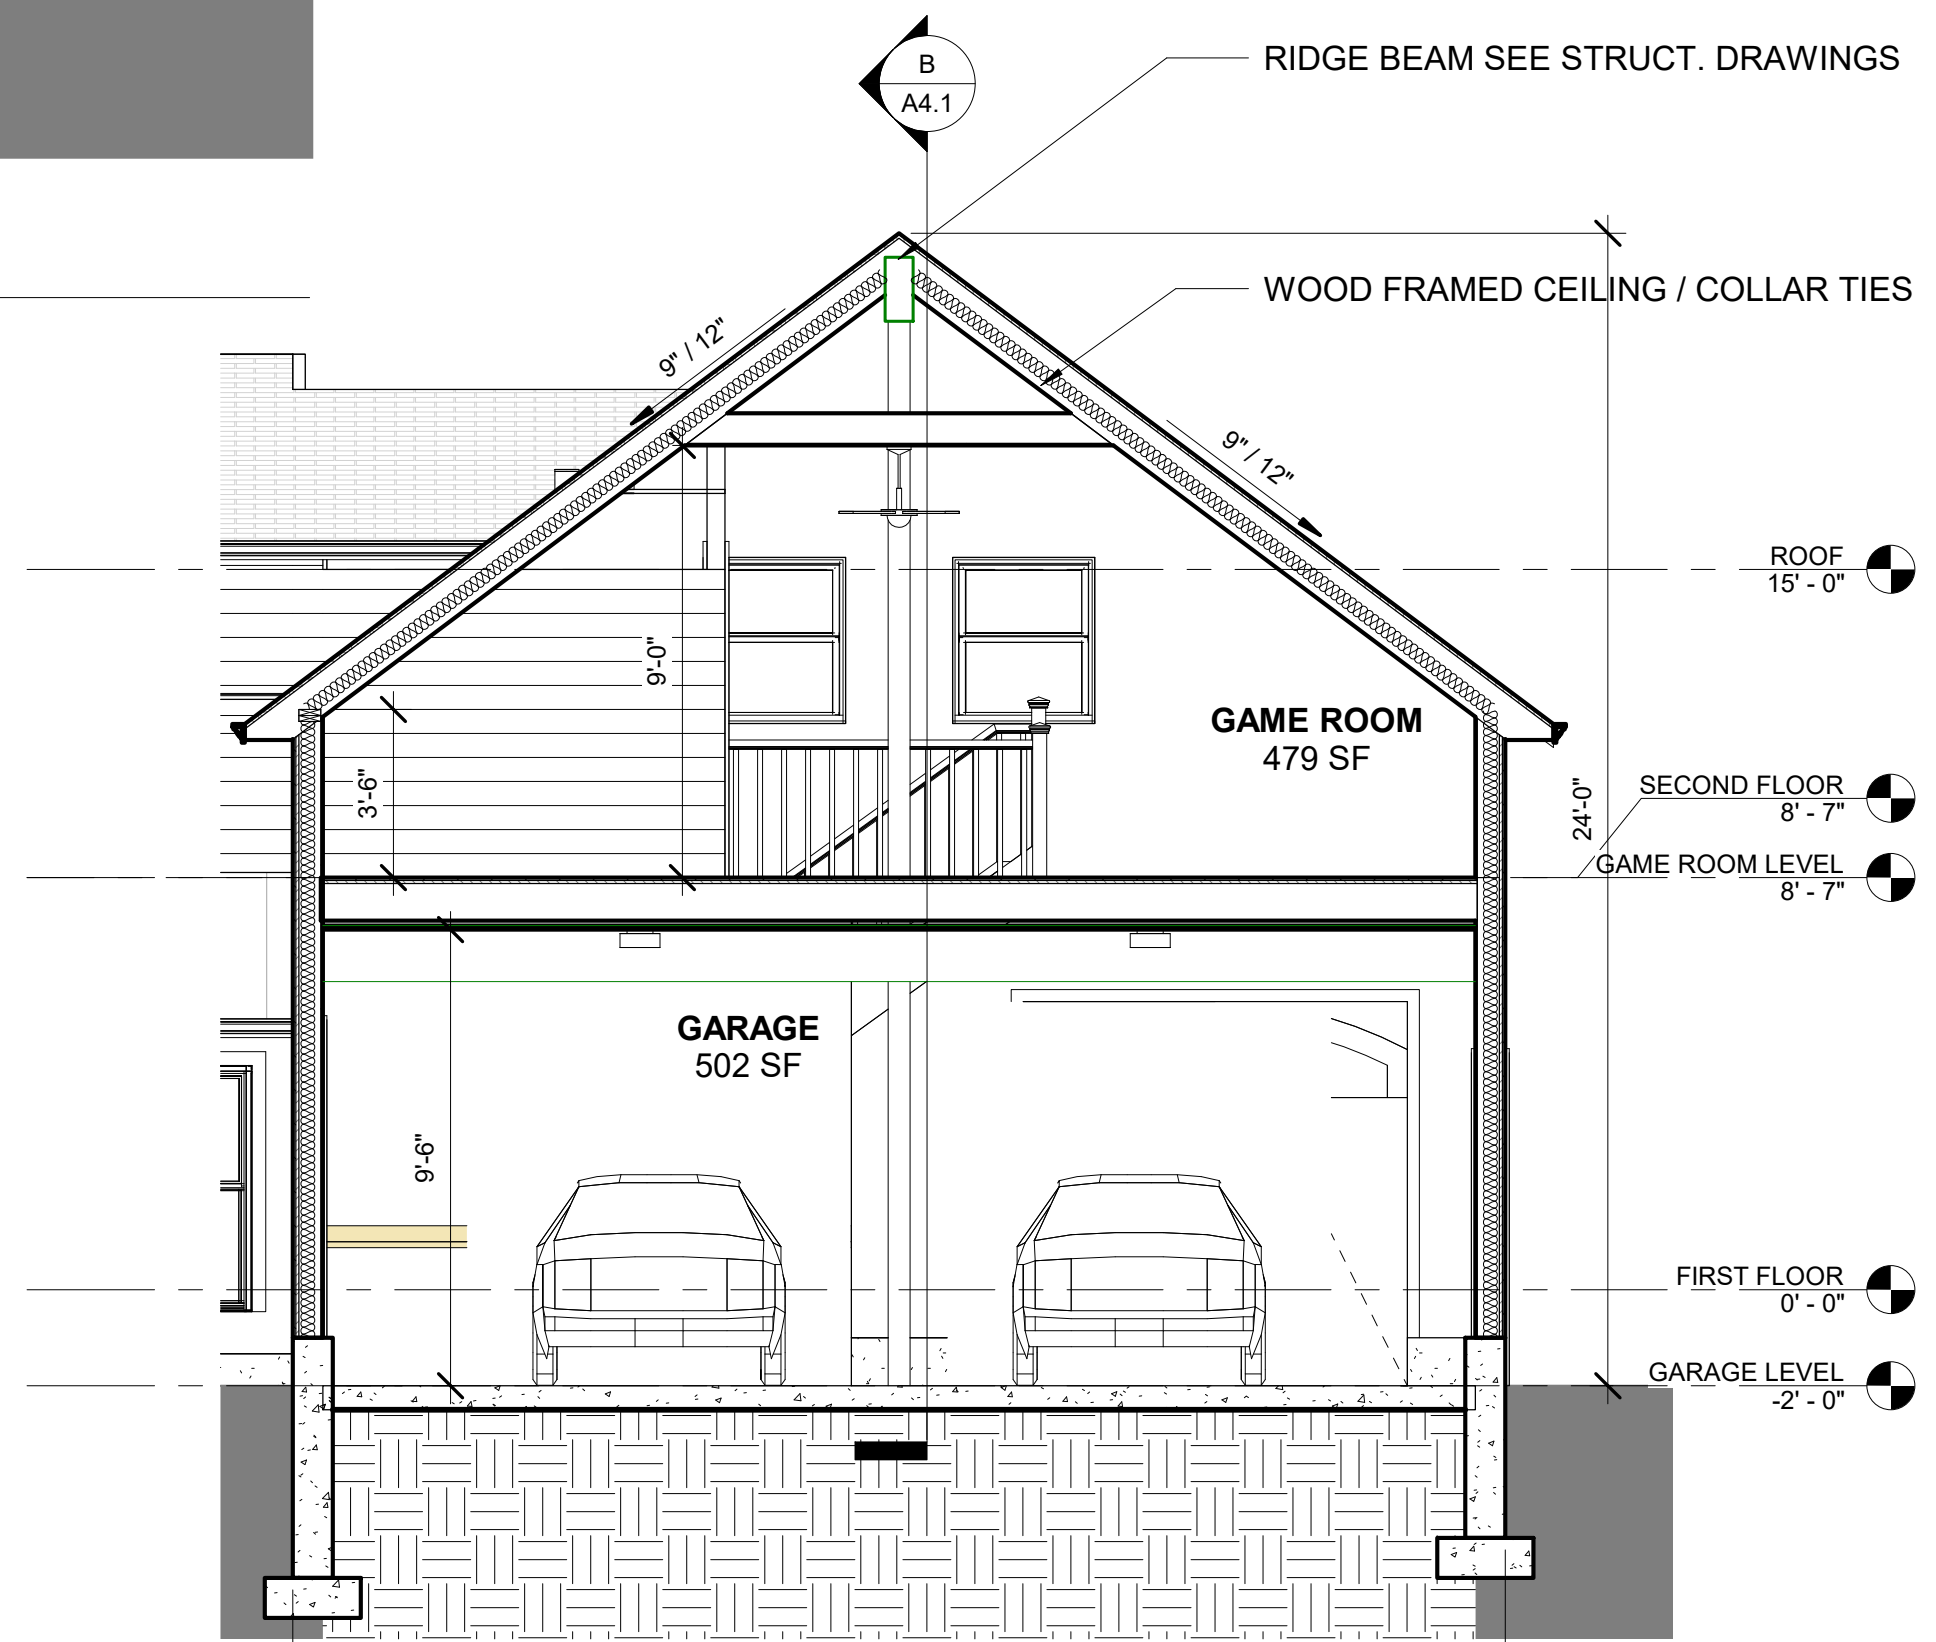 B
A4.1
RIDGE BEAM SEE STRUCT. DRAWINGS
WOOD FRAMED CEILING / COLLAR TIES
9" / 12"
9" / 12"
ROOF
15' - 0"
9'-0"
GAME ROOM
479 SF
3'-6"
24'-0"
SECOND FLOOR
8' - 7"
GAME ROOM LEVEL
8' - 7"
GARAGE
502 SF
9'-6"
FIRST FLOOR
0' - 0"
GARAGE LEVEL
-2' - 0"